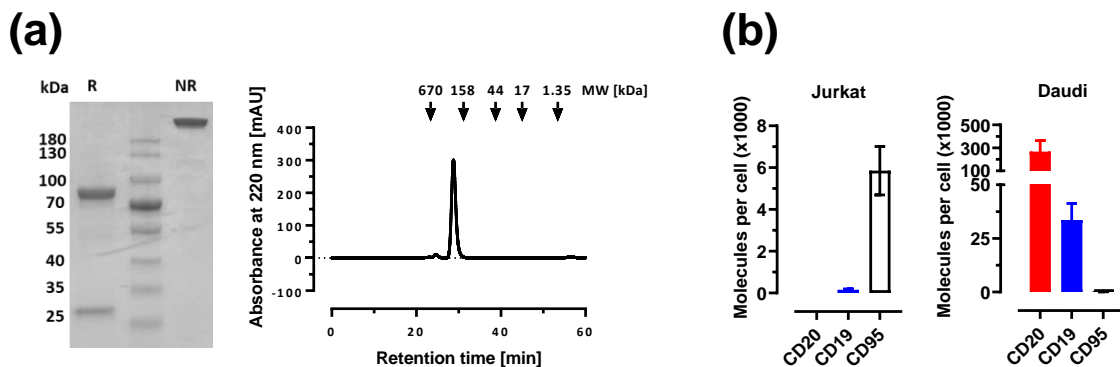 (a)
kDa R NR
180
130
100
70
55
40
35
25
670 158 44 17 1.35 MW [kDa]
Absorbance at 220 nm [mAU]
400
300
200
100
0
-100
0 20 40 60
Retention time [min]
(b)
Jurkat
Molecules per cell (x1000)
8
6
4
2
0
CD20 CD19 CD95
Daudi
Molecules per cell (x1000)
500
300
100
50
25
0
CD20 CD19 CD95